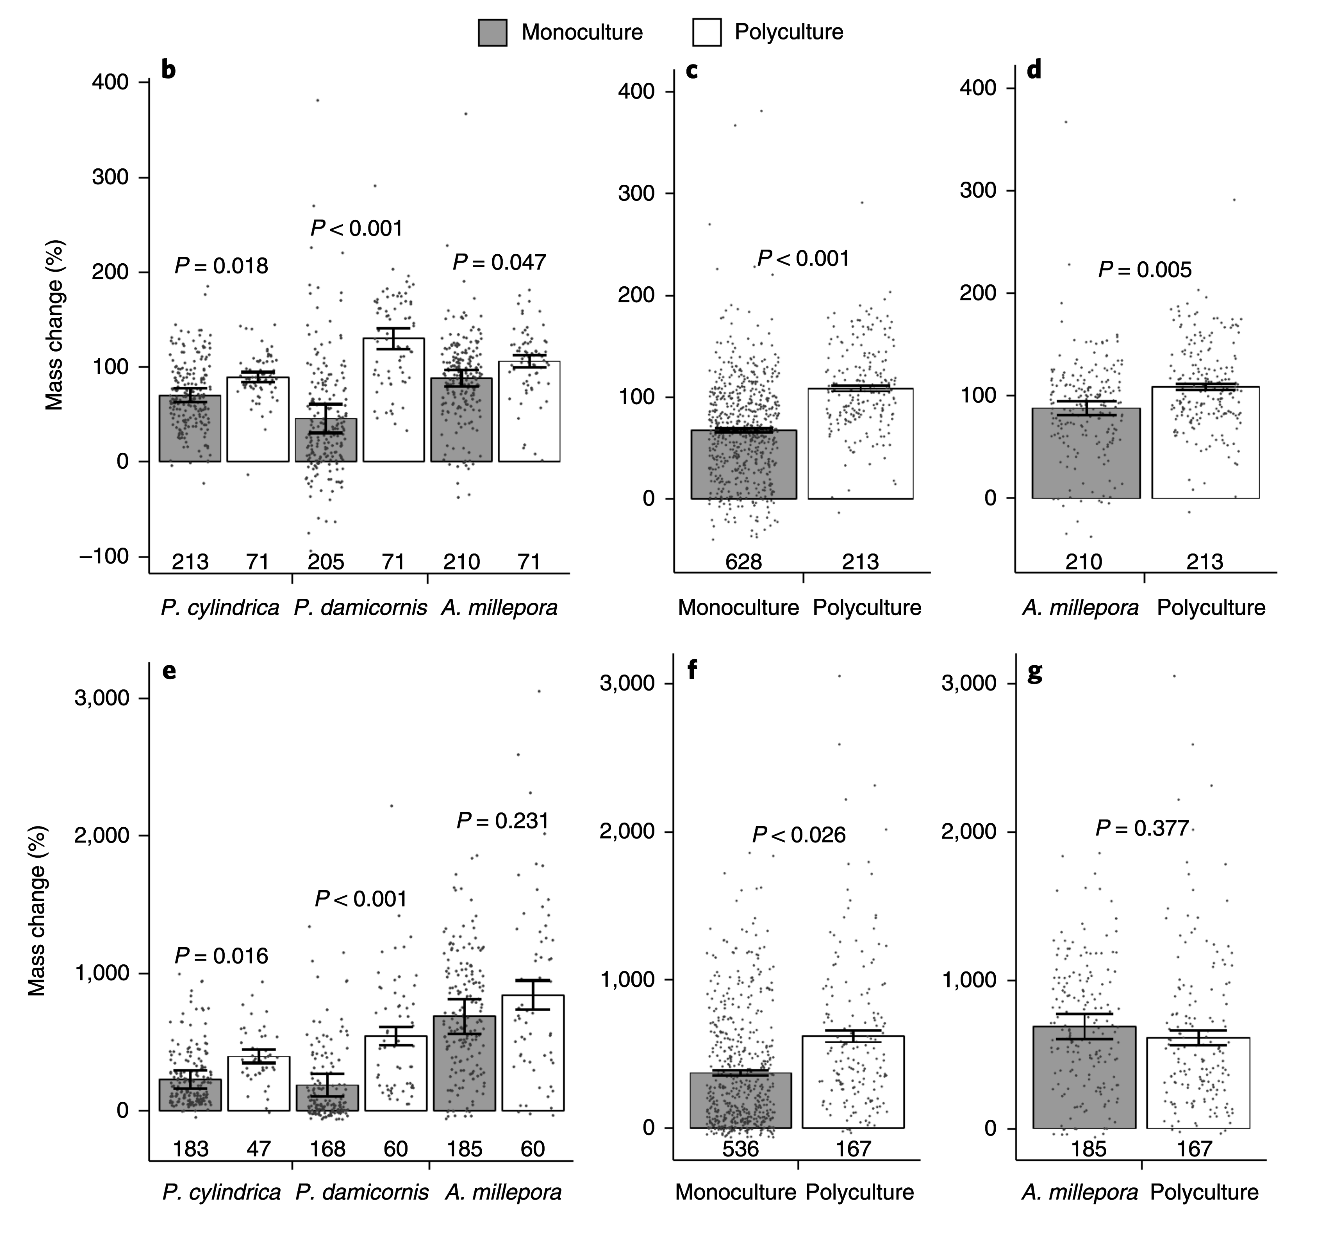 Monoculture Polyculture
b
400
300
200
100
0
−100
Mass change (%)
P = 0.018
P < 0.001
P = 0.047
213 71 205 71 210 71
P. cylindrica P. damicornis A. millepora
c
400
300
200
100
0
P < 0.001
628 213
Monoculture Polyculture
d
400
300
200
100
0
P = 0.005
210 213
A. millepora Polyculture
e
3,000
2,000
1,000
0
Mass change (%)
P = 0.016
P < 0.001
P = 0.231
183 47 168 60 185 60
P. cylindrica P. damicornis A. millepora
f
3,000
2,000
1,000
0
P < 0.026
536 167
Monoculture Polyculture
g
3,000
2,000
1,000
0
P = 0.377
185 167
A. millepora Polyculture